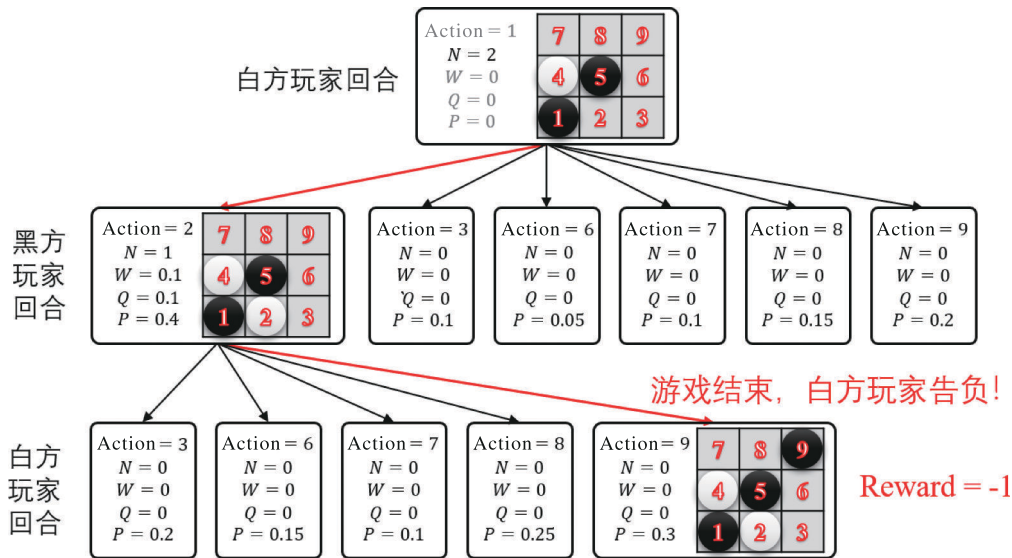 白方玩家回合
Action = 1
N = 2
W = 0
Q = 0
P = 0
7 8 9
4 5 6
1 2 3
黑方
玩家
回合
Action = 2
N = 1
W = 0.1
Q = 0.1
P = 0.4
7 8 9
4 5 6
1 2 3
Action = 3
N = 0
W = 0
Q = 0
P = 0.1
Action = 6
N = 0
W = 0
Q = 0
P = 0.05
Action = 7
N = 0
W = 0
Q = 0
P = 0.1
Action = 8
N = 0
W = 0
Q = 0
P = 0.15
Action = 9
N = 0
W = 0
Q = 0
P = 0.2
游戏结束，白方玩家告负！
白方
玩家
回合
Action = 3
N = 0
W = 0
Q = 0
P = 0.2
Action = 6
N = 0
W = 0
Q = 0
P = 0.15
Action = 7
N = 0
W = 0
Q = 0
P = 0.1
Action = 8
N = 0
W = 0
Q = 0
P = 0.25
Action = 9
N = 0
W = 0
Q = 0
P = 0.3
7 8 9
4 5 6
1 2 3
Reward = -1